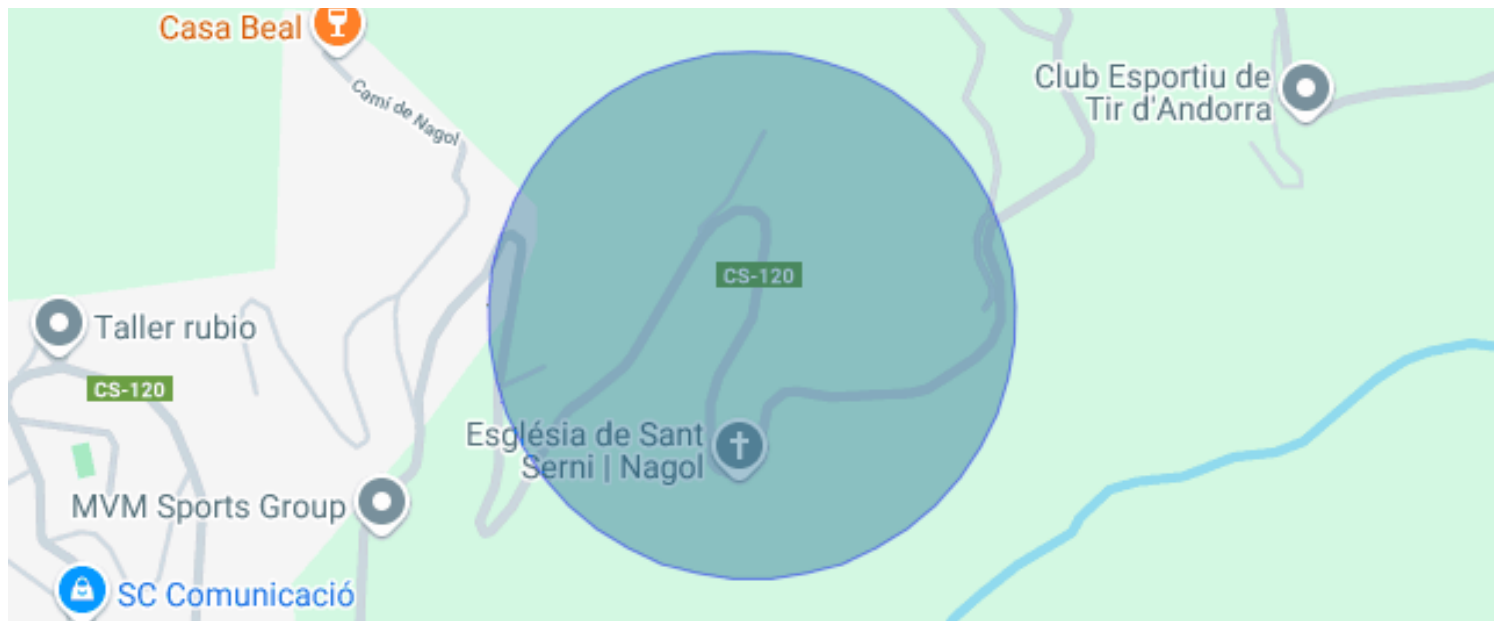 Casa Beal
Camí de Nagol
Club Esportiu de
Tir d'Andorra
CS-120
Taller rubio
CS-120
Església de Sant
Serni | Nagol
MVM Sports Group
SC Comunicació